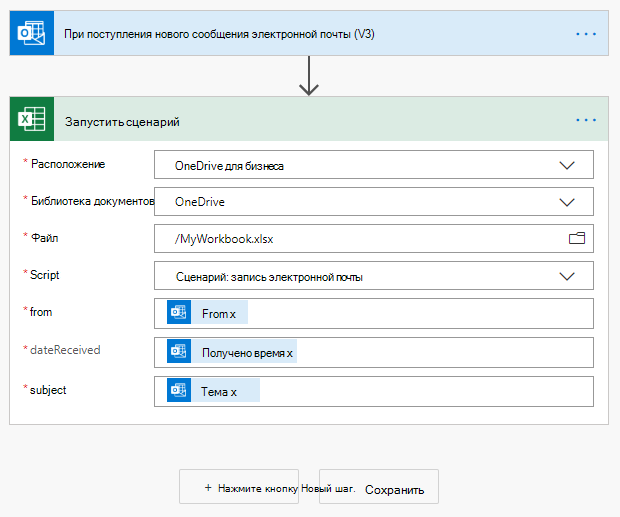 При поступления нового сообщения электронной почты (V3)
Запустить сценарий
* Расположение
OneDrive для бизнеса
* Библиотека документов
OneDrive
* Файл
/MyWorkbook.xlsx
* Script
Сценарий: запись электронной почты
* from
From x
* dateReceived
Получено время x
* subject
Тема x
+ Нажмите кнопку Новый шаг.
Сохранить